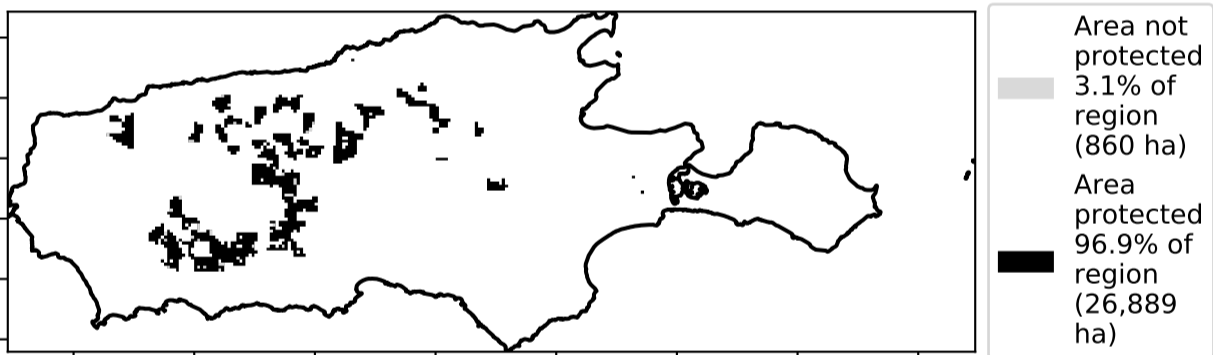 Area not
protected
3.1% of
region
(860 ha)
Area
protected
96.9% of
region
(26,889
ha)